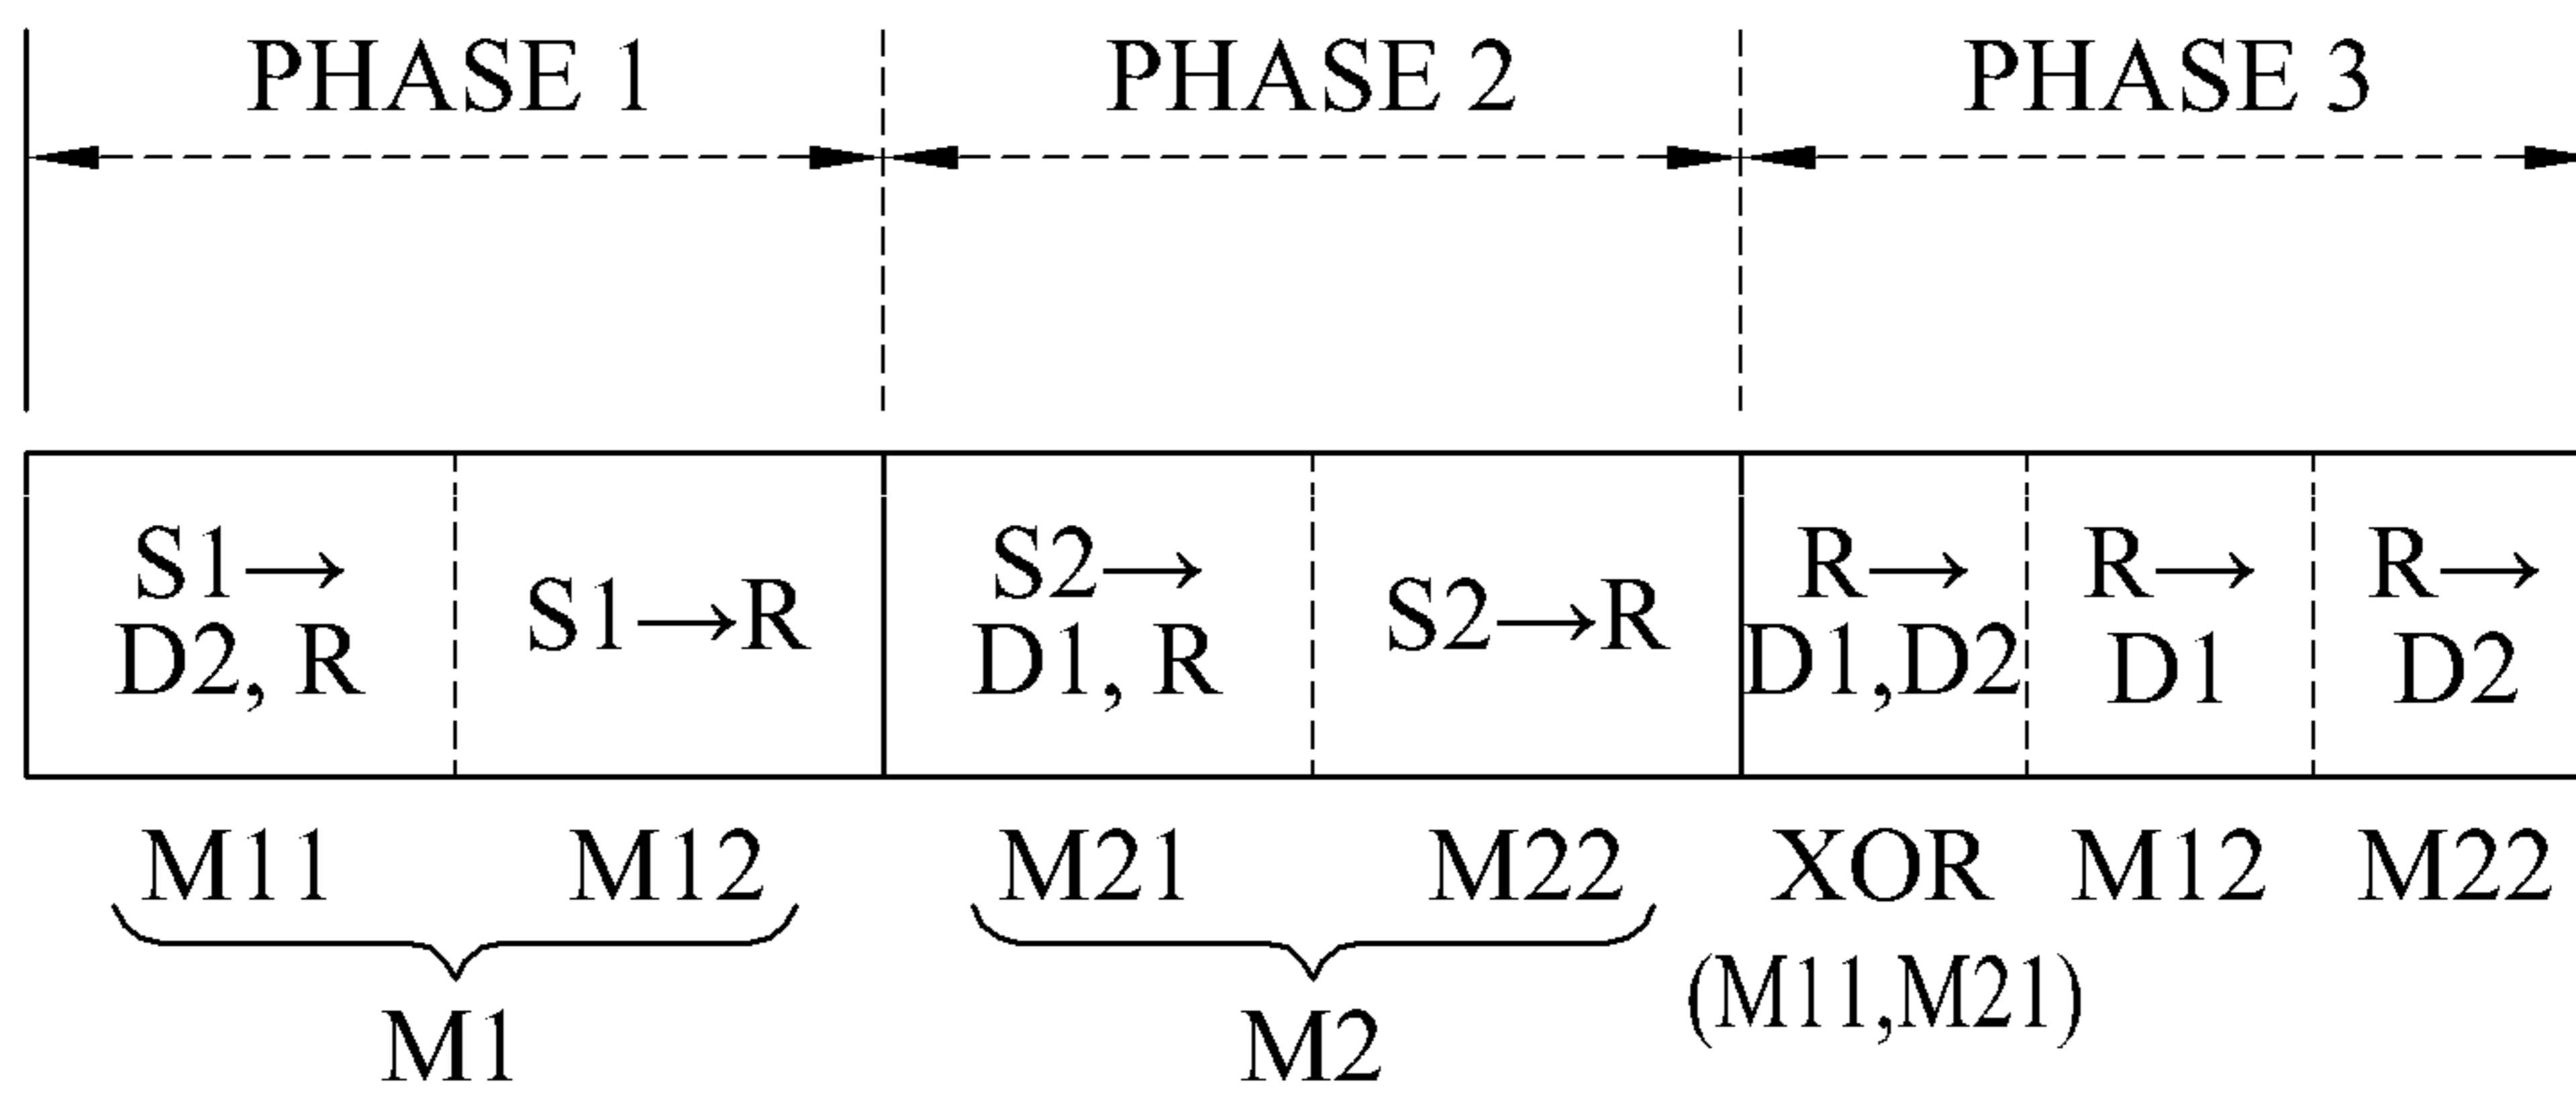 PHASE 1 PHASE 2 PHASE 3
S1→ D2, R
S1→R
S2→ D1, R
S2→R
R→ D1,D2
R→ D1
R→ D2
M11 M12 M21 M22 XOR M12 M22
(M11,M21)
M1 M2